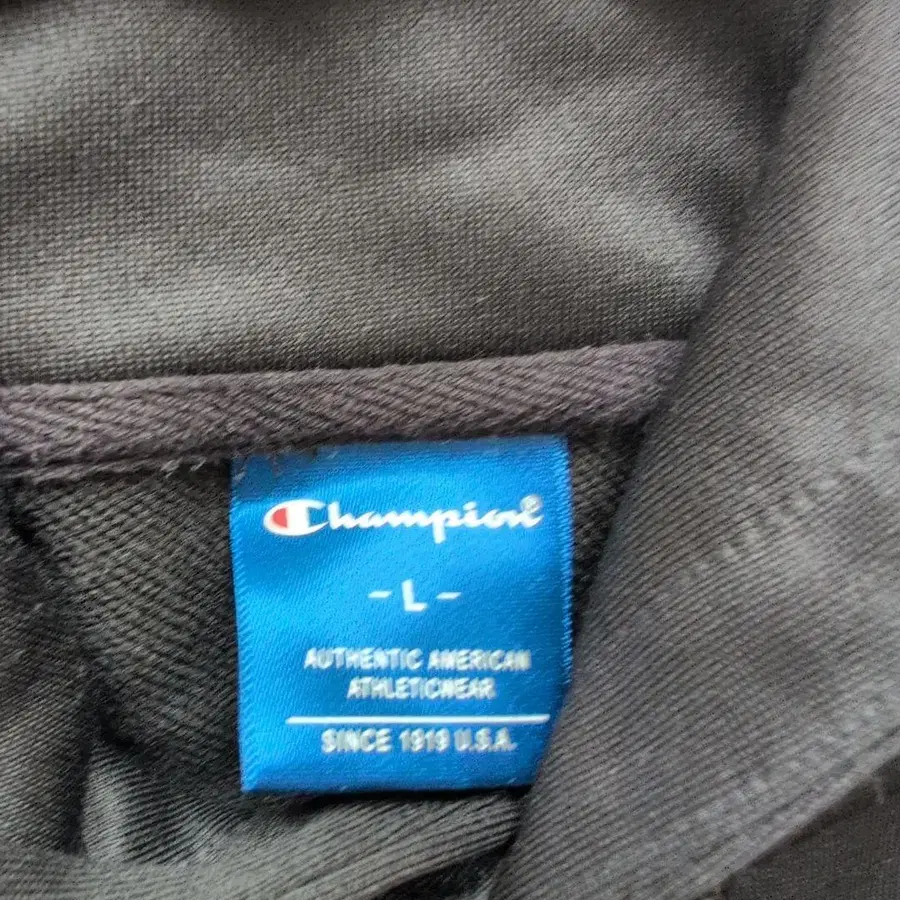 Champion®
- L -
AUTHENTIC AMERICAN
ATHLETICWEAR
SINCE 1919 U.S.A.